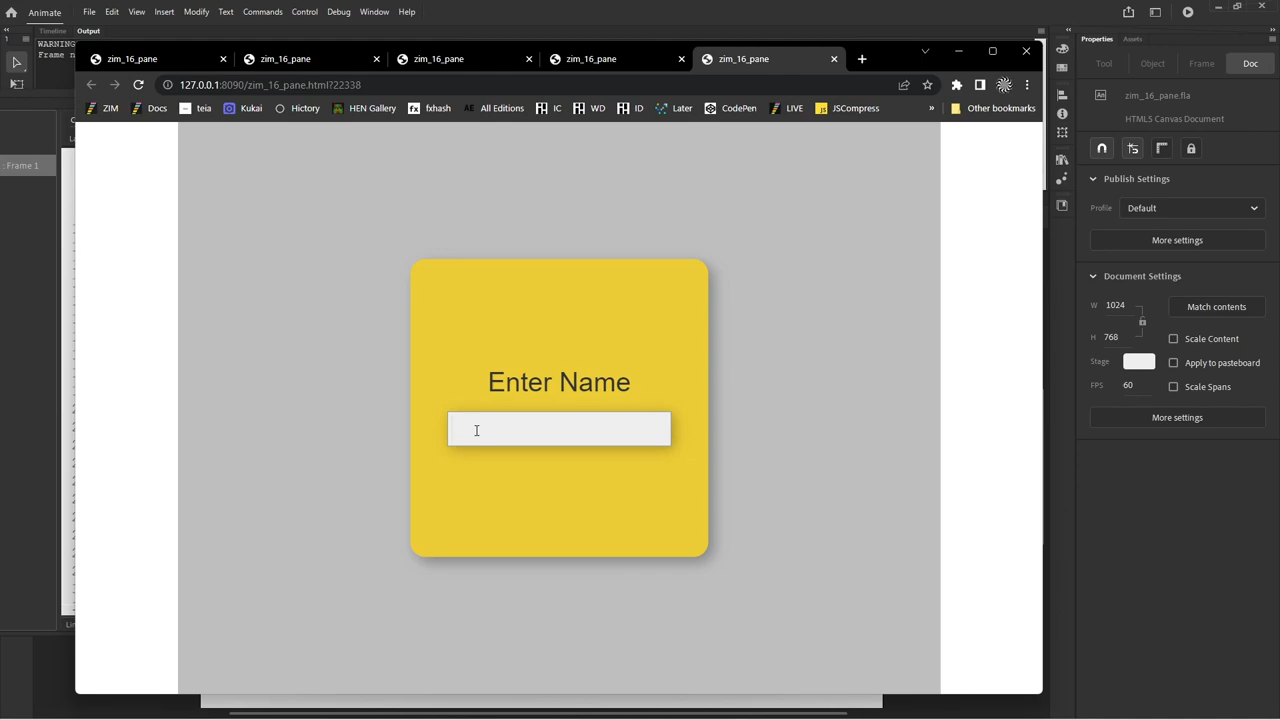 Animate File Edit View Insert Modify Text Commands Control Debug Window Help
Timeline Output
WARNING
Frame n
1
: Frame 1
zim_16_pane zim_16_pane zim_16_pane zim_16_pane zim_16_pane
127.0.0.1:8090/zim_16_pane.html?22338
ZIM Docs teia Kukai Hictory HEN Gallery fxhash All Editions IC WD ID Later CodePen LIVE JSCompress » Other bookmarks
Enter Name
Properties Assets
Tool Object Frame Doc
An zim_16_pane.fla
HTML5 Canvas Document
Publish Settings
Profile Default
More settings
Document Settings
W 1024 Match contents
H 768 Scale Content
Stage Apply to pasteboard
FPS 60 Scale Spans
More settings